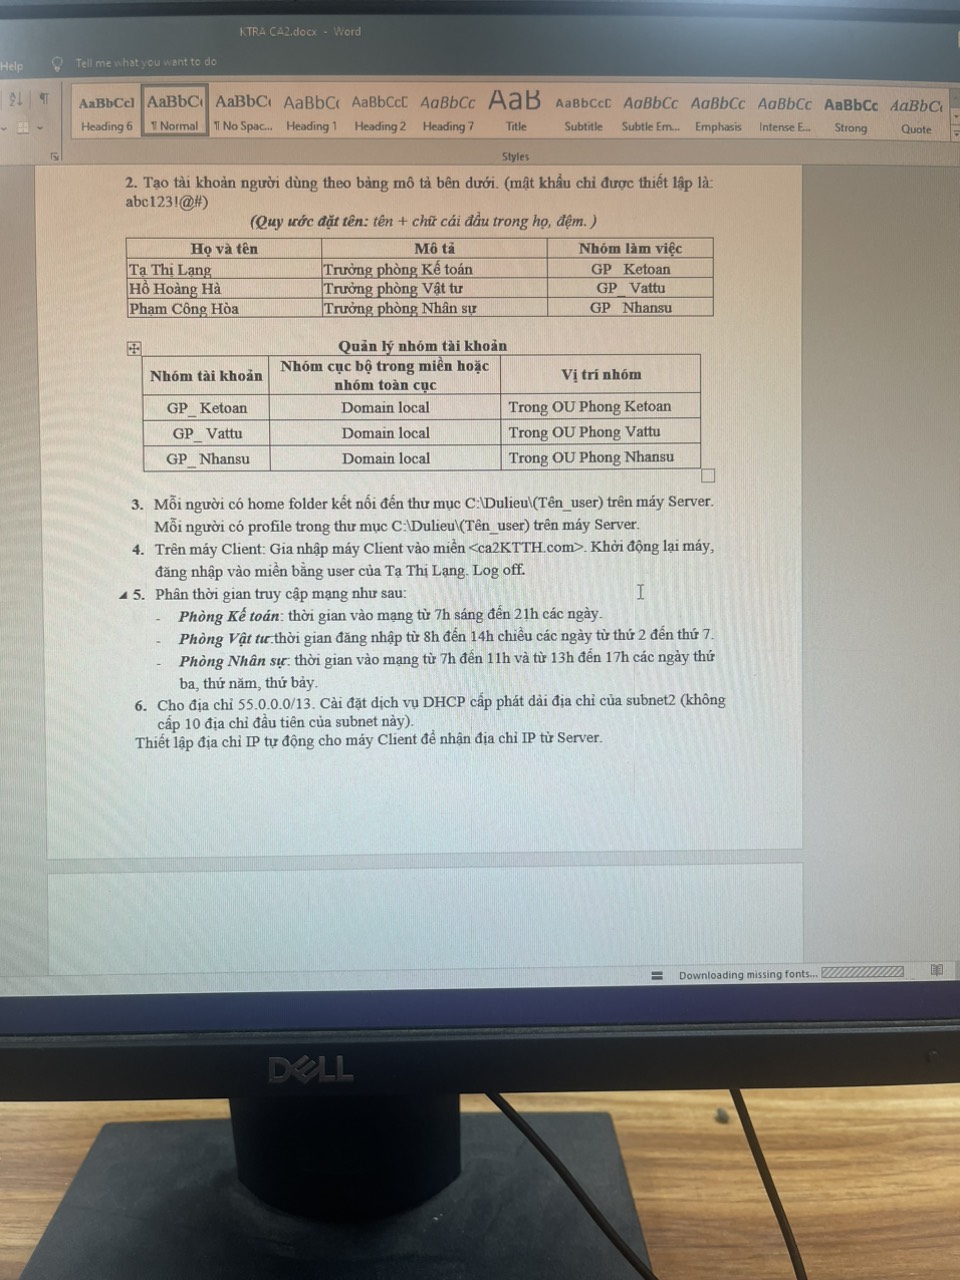 KTRA CA2.docx - Word
Help Tell me what you want to do
AaBbCcI AaBbCc AaBbCc AaBbCc AaBbCcD AaBbCc AaB AaBbCcD AaBbCc AaBbCc AaBbCc AaBbCc AaBbCc
Heading 6 ¶ Normal ¶ No Spac... Heading 1 Heading 2 Heading 7 Title Subtitle Subtle Em... Emphasis Intense E... Strong Quote
Styles
2. Tạo tài khoản người dùng theo bảng mô tả bên dưới. (mật khẩu chỉ được thiết lập là:
abc123!@#)
(Quy ước đặt tên: tên + chữ cái đầu trong họ, đệm. )
Họ và tên Mô tả Nhóm làm việc
Tạ Thị Lạng Trưởng phòng Kế toán GP_ Ketoan
Hồ Hoàng Hà Trưởng phòng Vật tư GP_ Vattu
Phạm Công Hòa Trưởng phòng Nhân sự GP_ Nhansu
Quản lý nhóm tài khoản
Nhóm tài khoản Nhóm cục bộ trong miền hoặc nhóm toàn cục Vị trí nhóm
GP_ Ketoan Domain local Trong OU Phong Ketoan
GP_ Vattu Domain local Trong OU Phong Vattu
GP_ Nhansu Domain local Trong OU Phong Nhansu
3. Mỗi người có home folder kết nối đến thư mục C:\Dulieu\(Tên_user) trên máy Server.
Mỗi người có profile trong thư mục C:\Dulieu\(Tên_user) trên máy Server.
4. Trên máy Client: Gia nhập máy Client vào miền <ca2KTTH.com>. Khởi động lại máy,
đăng nhập vào miền bằng user của Tạ Thị Lạng. Log off.
5. Phân thời gian truy cập mạng như sau:
- Phòng Kế toán: thời gian vào mạng từ 7h sáng đến 21h các ngày.
- Phòng Vật tư:thời gian đăng nhập từ 8h đến 14h chiều các ngày từ thứ 2 đến thứ 7.
- Phòng Nhân sự: thời gian vào mạng từ 7h đến 11h và từ 13h đến 17h các ngày thứ
ba, thứ năm, thứ bảy.
6. Cho địa chỉ 55.0.0.0/13. Cài đặt dịch vụ DHCP cấp phát dải địa chỉ của subnet2 (không
cấp 10 địa chỉ đầu tiên của subnet này).
Thiết lập địa chỉ IP tự động cho máy Client để nhận địa chỉ IP từ Server.
Downloading missing fonts...
DELL